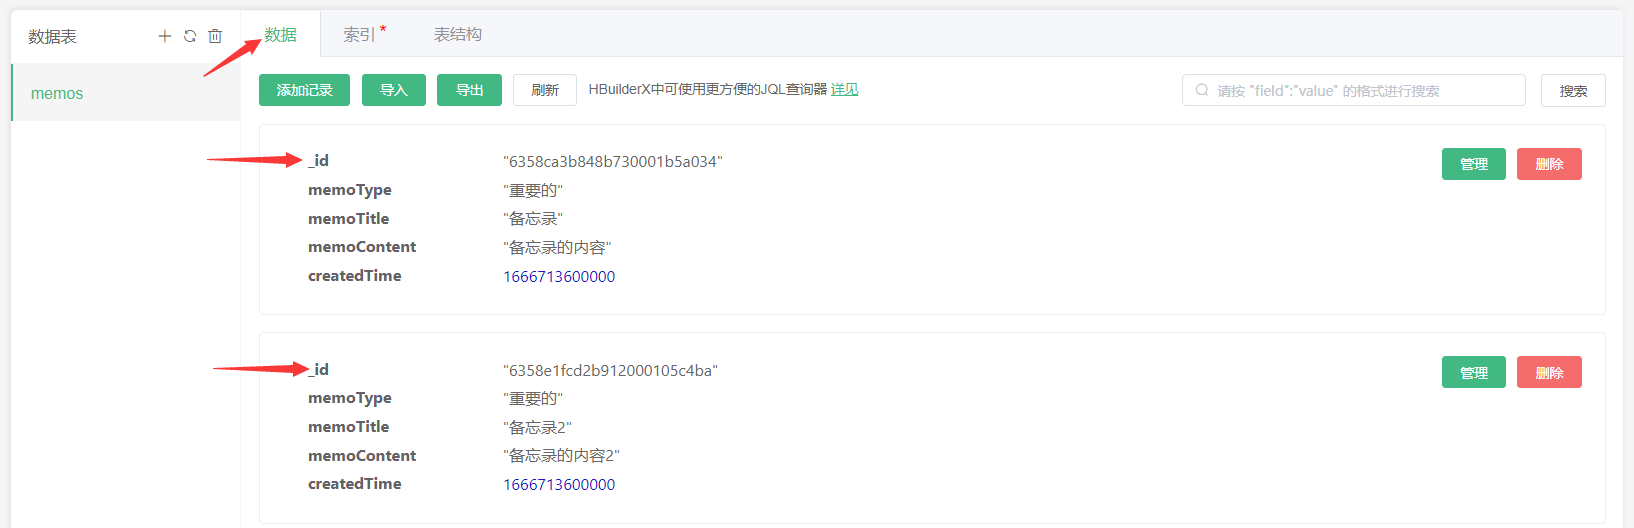 数据表
数据 索引 * 表结构
memos
添加记录 导入 导出 刷新 HBuilderX中可使用更方便的JQL查询器 详见 请按 "field":"value" 的格式进行搜索 搜索
_id "6358ca3b848b730001b5a034" 管理 删除
memoType "重要的"
memoTitle "备忘录"
memoContent "备忘录的内容"
createdTime 1666713600000
_id "6358e1fcd2b912000105c4ba" 管理 删除
memoType "重要的"
memoTitle "备忘录2"
memoContent "备忘录的内容2"
createdTime 1666713600000